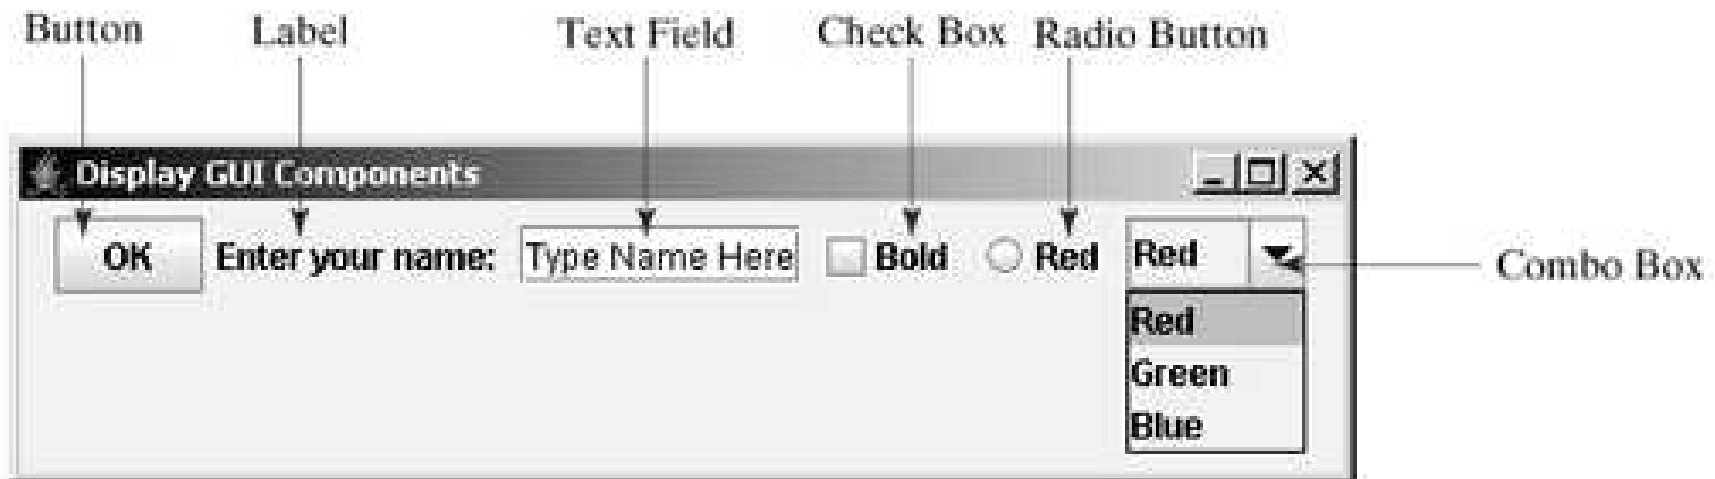 Button Label Text Field Check Box Radio Button
Display GUI Components
OK Enter your name: Type Name Here Bold Red Red
Combo Box
Red
Green
Blue